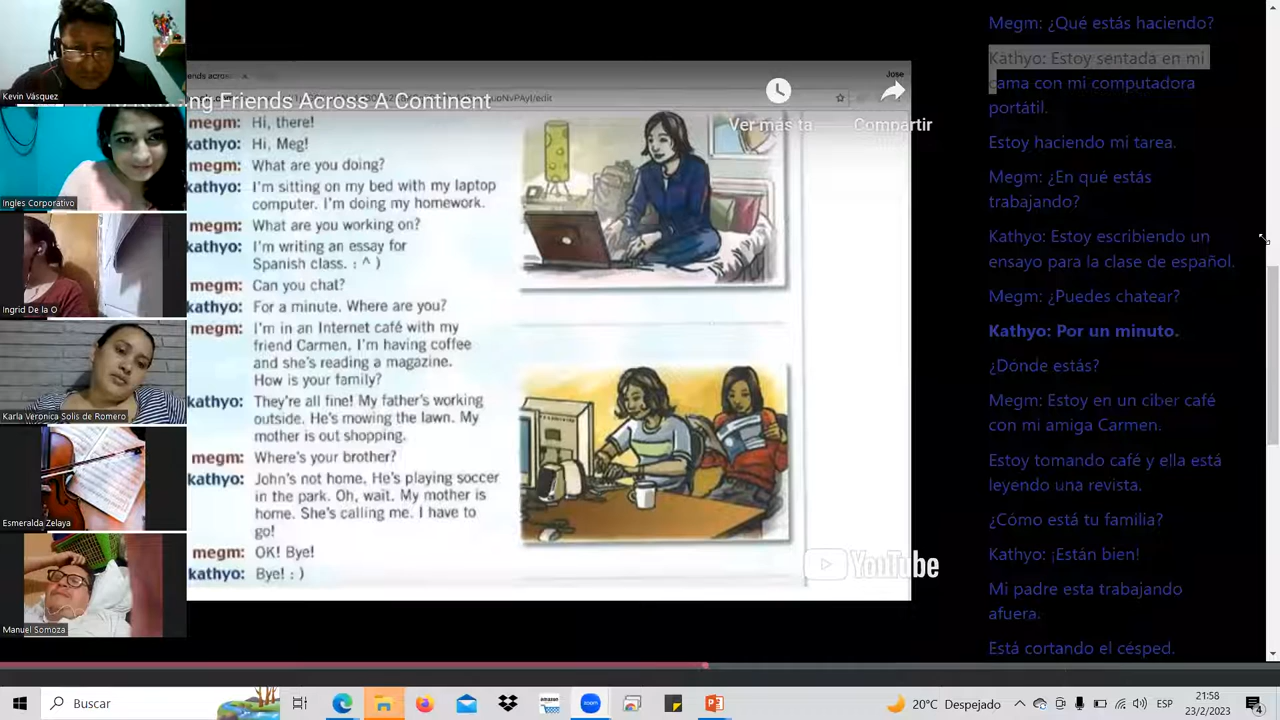 Kevin Vásquez
Ingles Corporativo
Ingrid De la O
Karla Veronica Solis de Romero
Esmeralda Zelaya
Manuel Somoza
Jose
ng Friends Across A Continent
uoNvPAyI/edit
Ver más ta
Compartir
megm: Hi, there!
kathyo: Hi, Meg!
megm: What are you doing?
kathyo: I'm sitting on my bed with my laptop
computer. I'm doing my homework.
megm: What are you working on?
kathyo: I'm writing an essay for
Spanish class. : ^ )
megm: Can you chat?
kathyo: For a minute. Where are you?
megm: I'm in an Internet café with my
friend Carmen. I'm having coffee
and she's reading a magazine.
How is your family?
kathyo: They're all fine! My father's working
outside. He's mowing the lawn. My
mother is out shopping.
megm: Where's your brother?
kathyo: John's not home. He's playing soccer
in the park. Oh, wait. My mother is
home. She's calling me. I have to
go!
megm: OK! Bye!
kathyo: Bye! : )
YouTube
Megm: ¿Qué estás haciendo?
Kathyo: Estoy sentada en mi
cama con mi computadora
portátil.
Estoy haciendo mi tarea.
Megm: ¿En qué estás
trabajando?
Kathyo: Estoy escribiendo un
ensayo para la clase de español.
Megm: ¿Puedes chatear?
Kathyo: Por un minuto.
¿Dónde estás?
Megm: Estoy en un ciber café
con mi amiga Carmen.
Estoy tomando café y ella está
leyendo una revista.
¿Cómo está tu familia?
Kathyo: ¡Están bien!
Mi padre esta trabajando
afuera.
Está cortando el césped.
Buscar
amazon
zoom
20°C Despejado
ESP
21:58
23/2/2023
4